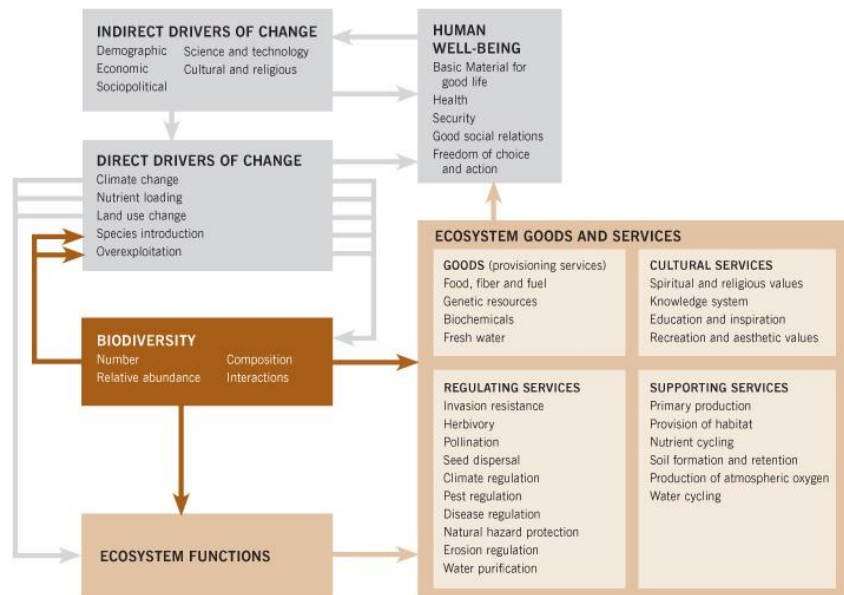 INDIRECT DRIVERS OF CHANGE
Demographic Science and technology
Economic Cultural and religious
Sociopolitical
HUMAN
WELL-BEING
Basic Material for
good life
Health
Security
Good social relations
Freedom of choice
and action
DIRECT DRIVERS OF CHANGE
Climate change
Nutrient loading
Land use change
Species introduction
Overexploitation
BIODIVERSITY
Number Composition
Relative abundance Interactions
ECOSYSTEM FUNCTIONS
ECOSYSTEM GOODS AND SERVICES
GOODS (provisioning services)
Food, fiber and fuel
Genetic resources
Biochemicals
Fresh water
CULTURAL SERVICES
Spiritual and religious values
Knowledge system
Education and inspiration
Recreation and aesthetic values
REGULATING SERVICES
Invasion resistance
Herbivory
Pollination
Seed dispersal
Climate regulation
Pest regulation
Disease regulation
Natural hazard protection
Erosion regulation
Water purification
SUPPORTING SERVICES
Primary production
Provision of habitat
Nutrient cycling
Soil formation and retention
Production of atmospheric oxygen
Water cycling